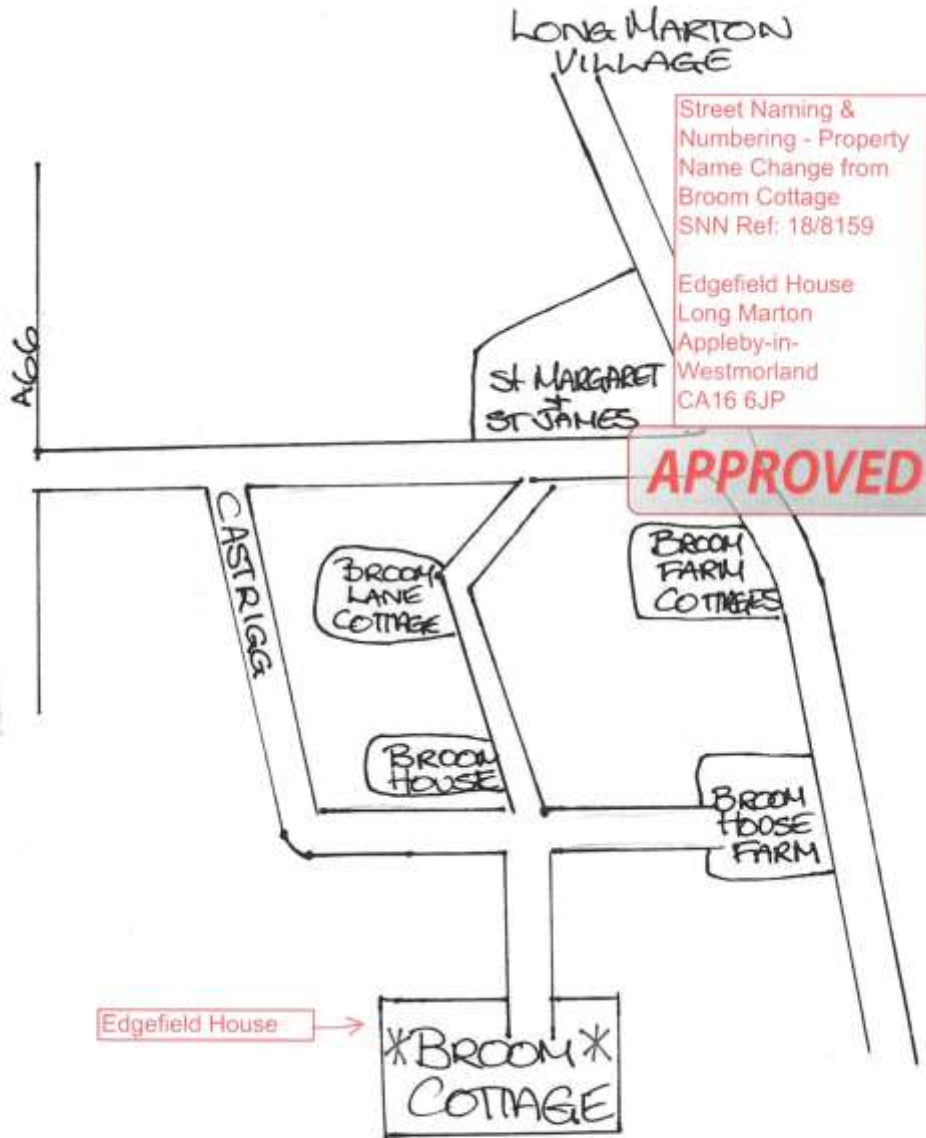 LONG MARTON
VILLAGE
Street Naming &
Numbering - Property
Name Change from
Broom Cottage
SNN Ref: 18/8159
Edgefield House
Long Marton
Appleby-in-
Westmorland
CA16 6JP
A66
St MARGARET
+
ST JAMES
APPROVED
CASTRIGG
BROOM
LANE
COTTAGE
BROOM
FARM
COTTAGES
BROOM
HOUSE
BROOM
HOUSE
FARM
Edgefield House
*BROOM*
COTTAGE